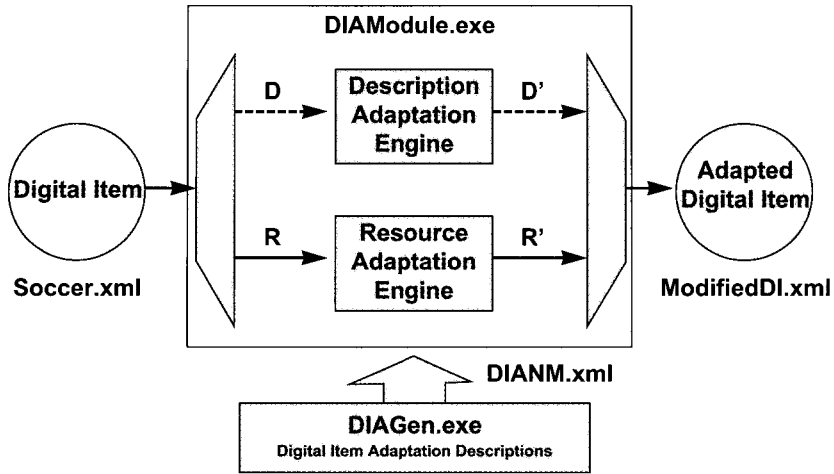 DIAModule.exe
D
Description
Adaptation
Engine
D’
Digital Item
Adapted
Digital Item
R
Resource
Adaptation
Engine
R’
Soccer.xml
ModifiedDI.xml
DIANM.xml
DIAGen.exe
Digital Item Adaptation Descriptions